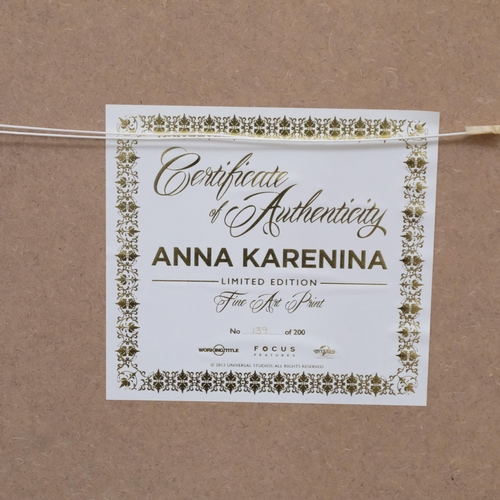 Certificate
of Authenticity
ANNA KARENINA
LIMITED EDITION
Fine Art Print
No 139 of 200
WORKING TITLE FOCUS
FEATURES
© 2012 UNIVERSAL STUDIOS. ALL RIGHTS RESERVED.